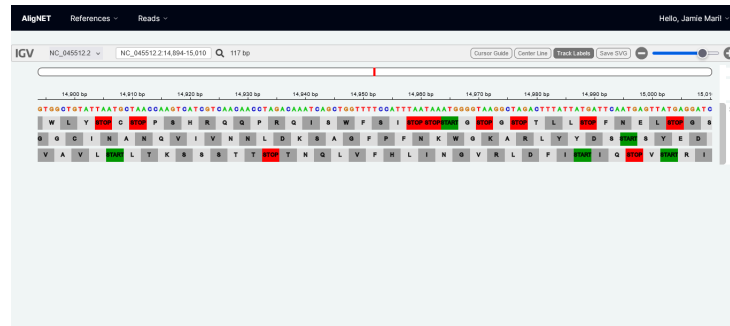 AligNET References Reads Hello, Jamie Maril
IGV NC_045512.2 NC_045512.2:14,894-15,010 117 bp Cursor Guide Center Line Track Labels Save SVG
14,900 bp 14,910 bp 14,920 bp 14,930 bp 14,940 bp 14,950 bp 14,960 bp 14,970 bp 14,980 bp 14,990 bp 15,000 bp 15,01
GTGGCTGTATTAATGCTAACCAAGTCATCGTCAACAACCTAGACAAATCAGCTGGTTTTCCATTTAATAAATGGGGTAAGGCTAGACTTTATTATGATTCAATGAGTTATGAGGATC
W L Y STOP C STOP P S H R Q Q P R Q I S W F S I STOP STOP START G STOP G STOP T L L STOP F N E L STOP G S
G G C I N A N Q V I V N N L D K S A G F P F N K W G K A R L Y Y D S START S Y E D
V A V L START L T K S S S T T STOP T N Q L V F H L I N G V R L D F I START I Q STOP V START R I